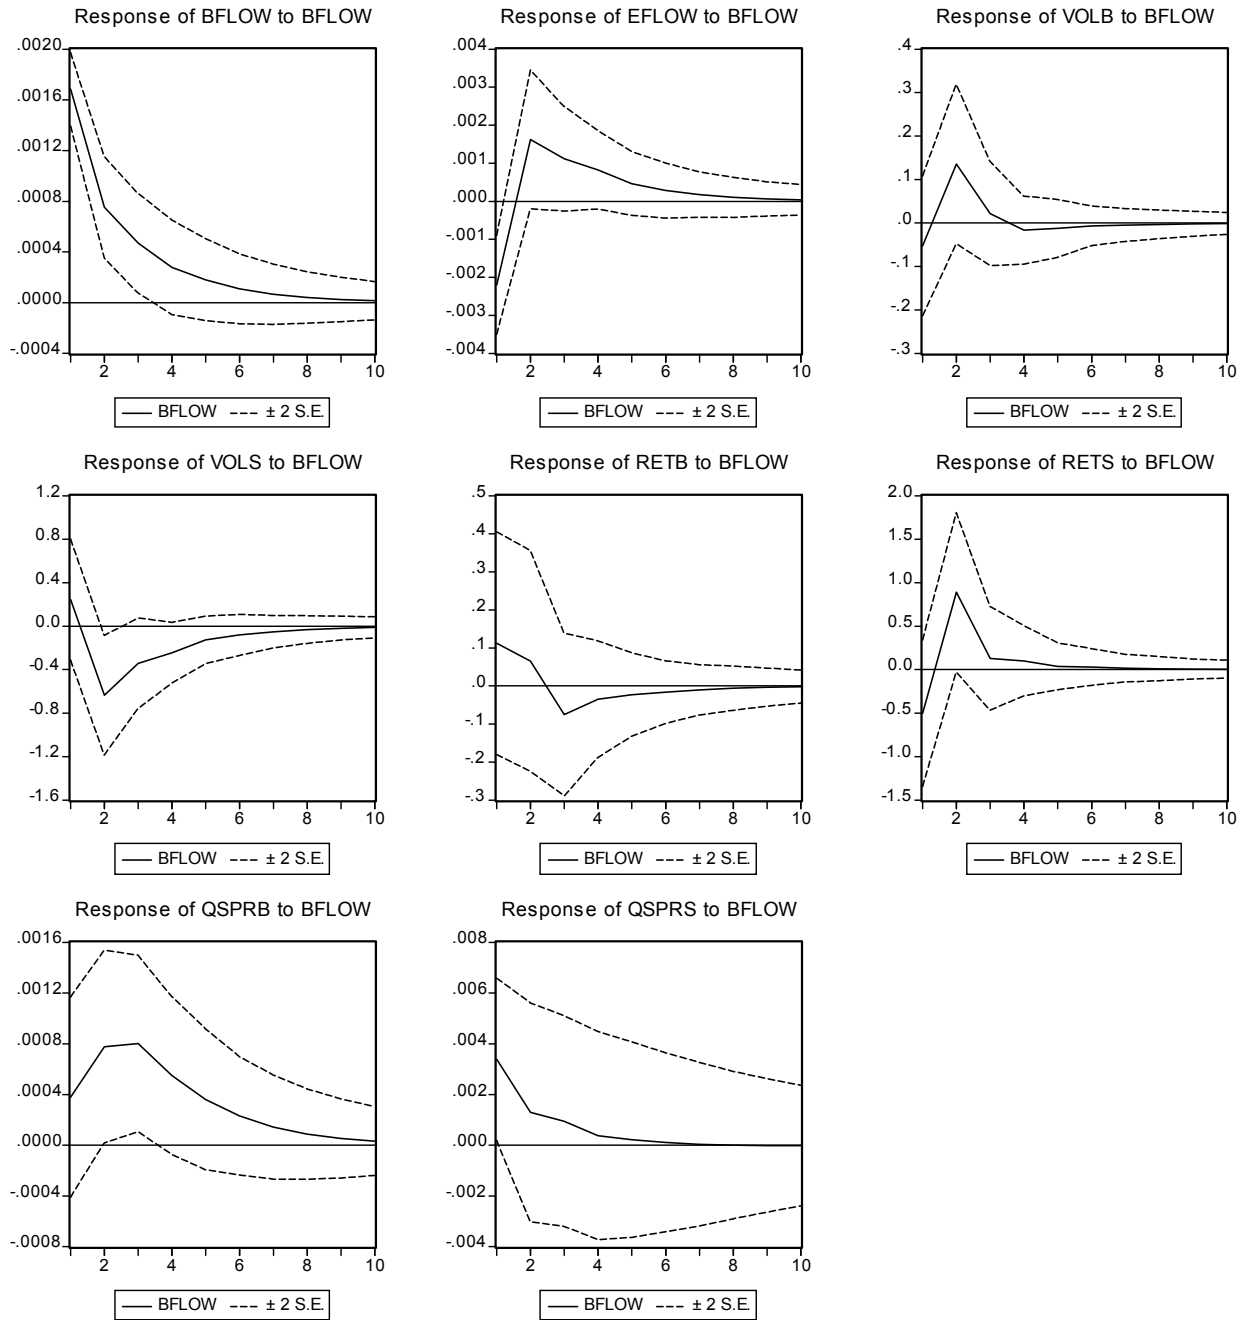 Response of BFLOW to BFLOW
.0020
.0016
.0012
.0008
.0004
.0000
-.0004
2 4 6 8 10
BFLOW ± 2 S.E.
Response of EFLOW to BFLOW
.004
.003
.002
.001
.000
-.001
-.002
-.003
-.004
2 4 6 8 10
BFLOW ± 2 S.E.
Response of VOLB to BFLOW
.4
.3
.2
.1
.0
-.1
-.2
-.3
2 4 6 8 10
BFLOW ± 2 S.E.
Response of VOLS to BFLOW
1.2
0.8
0.4
0.0
-0.4
-0.8
-1.2
-1.6
2 4 6 8 10
BFLOW ± 2 S.E.
Response of RETB to BFLOW
.5
.4
.3
.2
.1
.0
-.1
-.2
-.3
2 4 6 8 10
BFLOW ± 2 S.E.
Response of RETS to BFLOW
2.0
1.5
1.0
0.5
0.0
-0.5
-1.0
-1.5
2 4 6 8 10
BFLOW ± 2 S.E.
Response of QSPRB to BFLOW
.0016
.0012
.0008
.0004
.0000
-.0004
-.0008
2 4 6 8 10
BFLOW ± 2 S.E.
Response of QSPRS to BFLOW
.008
.006
.004
.002
.000
-.002
-.004
2 4 6 8 10
BFLOW ± 2 S.E.